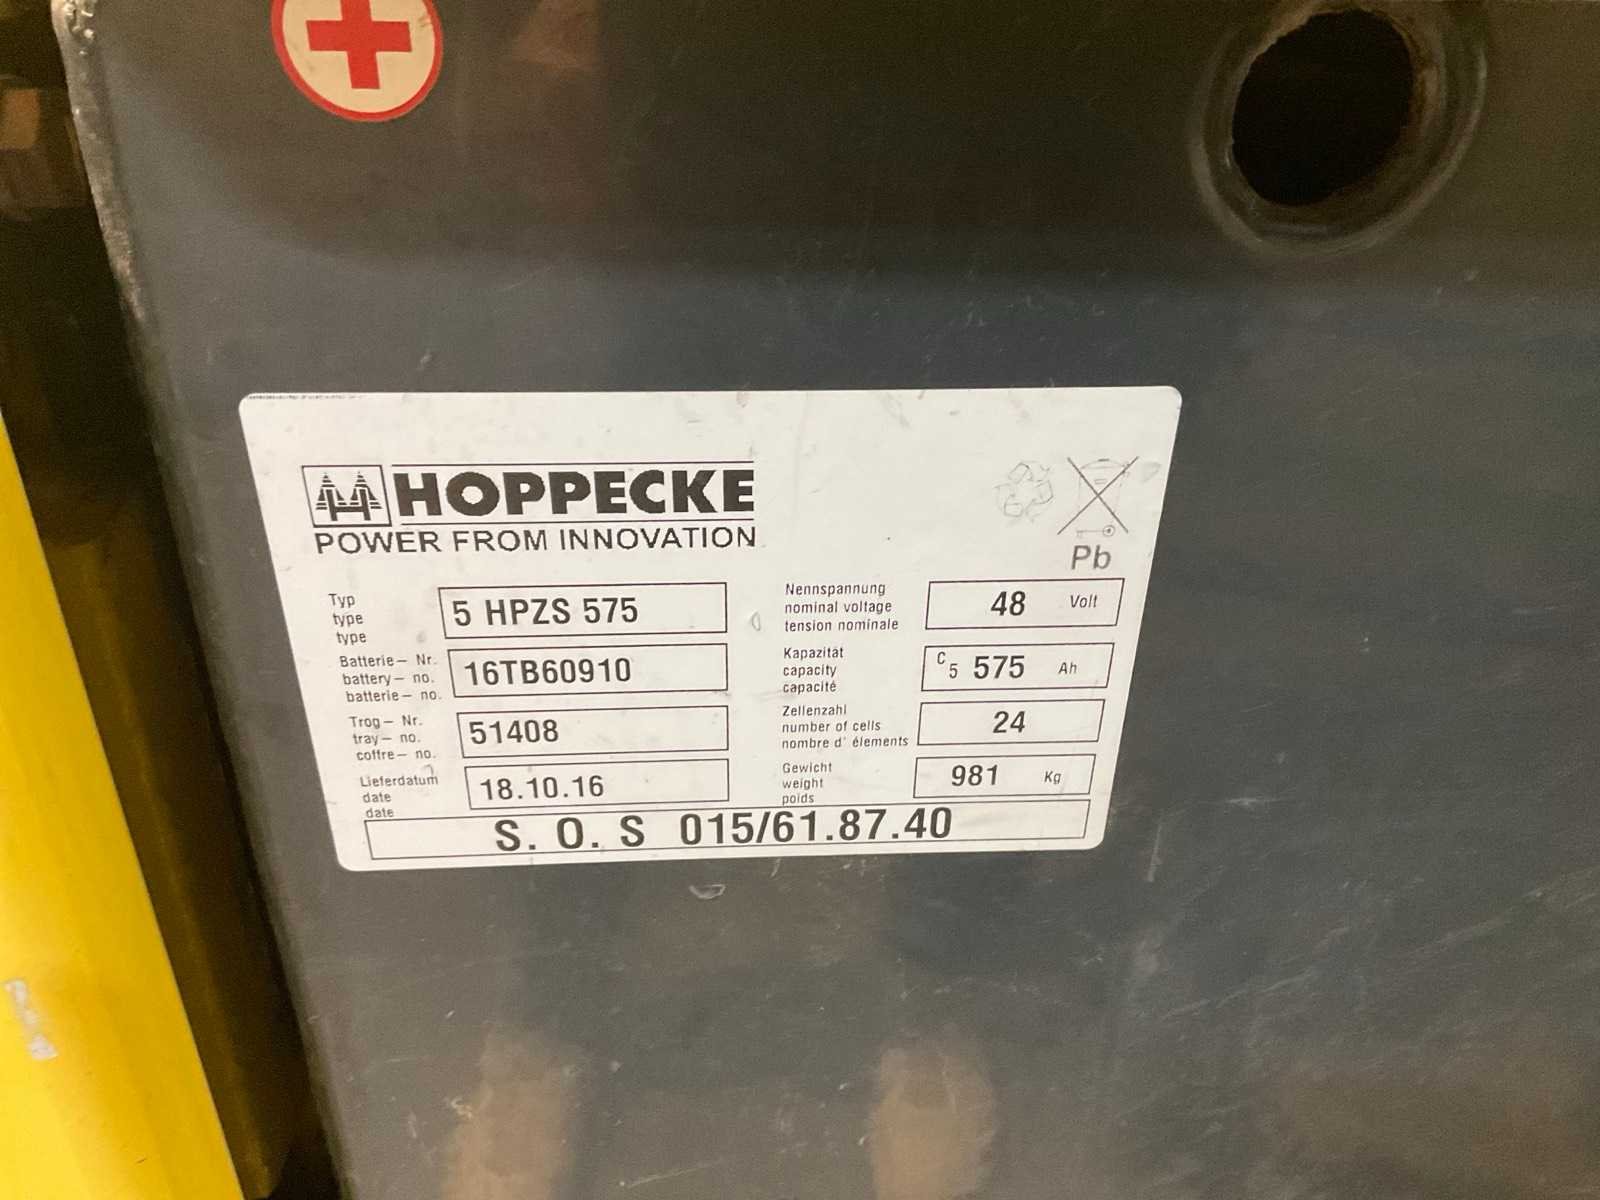 HOPPECKE
POWER FROM INNOVATION
Pb
Typ
type
type
5 HPZS 575
Batterie- Nr.
battery- no.
batterie- no.
16TB60910
Trog- Nr.
tray- no.
coffre- no.
51408
Lieferdatum
date
date
18.10.16
Nennspannung
nominal voltage
tension nominale
48 Volt
Kapazität
capacity
capacité
C5 575 Ah
Zellenzahl
number of cells
nombre d' élements
24
Gewicht
weight
poids
981 Kg
S. O. S 015/61.87.40